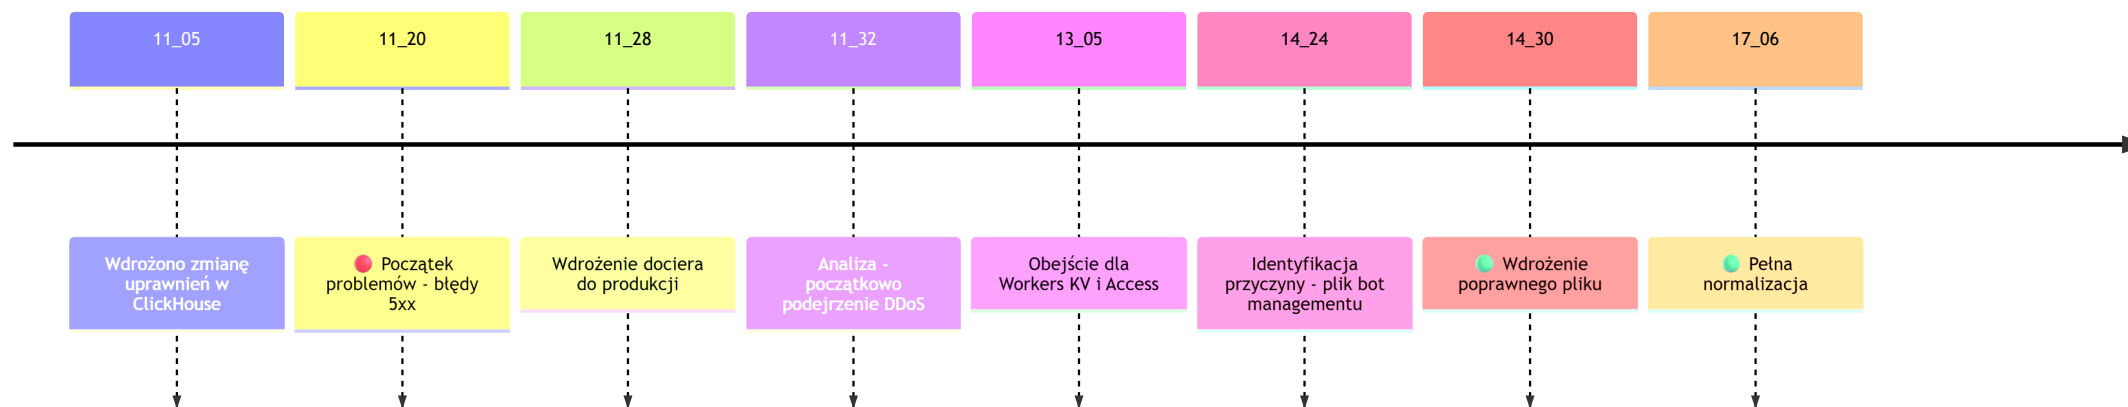 11_05
11_20
11_28
11_32
13_05
14_24
14_30
17_06
Wdrożono zmianę
uprawnień w
ClickHouse
Początek
problemów - błędy
5xx
Wdrożenie dociera
do produkcji
Analiza -
początkowo
podejrzenie DDoS
Obejście dla
Workers KV i Access
Identyfikacja
przyczyny - plik bot
managementu
Wdrożenie
poprawnego pliku
Pełna
normalizacja